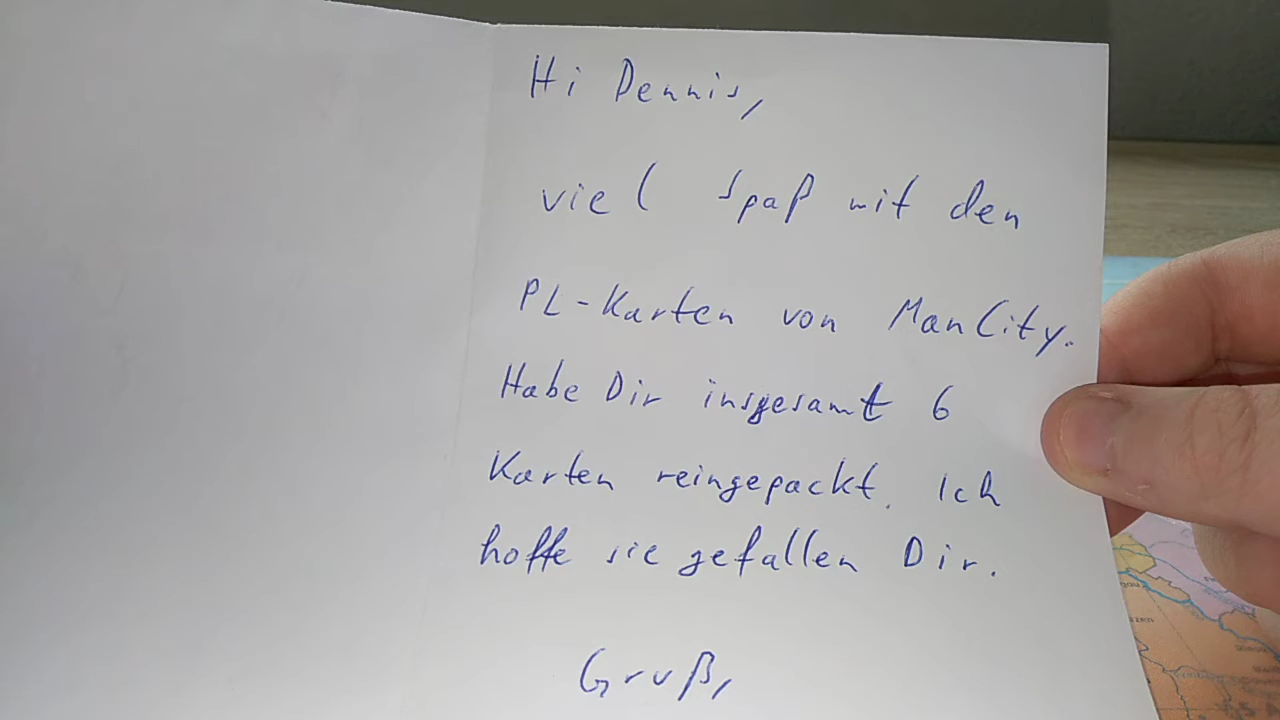 Hi Dennis,
viel Spaß mit den
PL-Karten von ManCity.
Habe Dir insgesamt 6
Karten reingepackt. Ich
hoffe sie gefallen Dir.
Gruß,